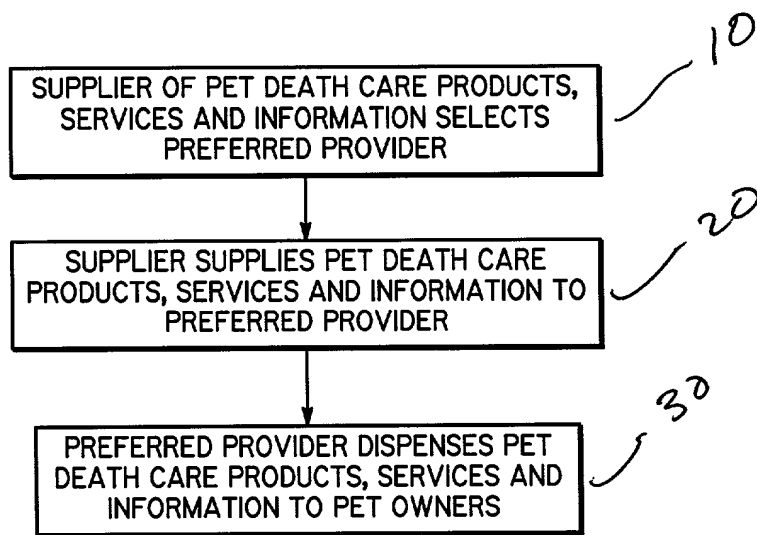 10
SUPPLIER OF PET DEATH CARE PRODUCTS,
SERVICES AND INFORMATION SELECTS
PREFERRED PROVIDER
20
SUPPLIER SUPPLIES PET DEATH CARE
PRODUCTS, SERVICES AND INFORMATION TO
PREFERRED PROVIDER
30
PREFERRED PROVIDER DISPENSES PET
DEATH CARE PRODUCTS, SERVICES AND
INFORMATION TO PET OWNERS